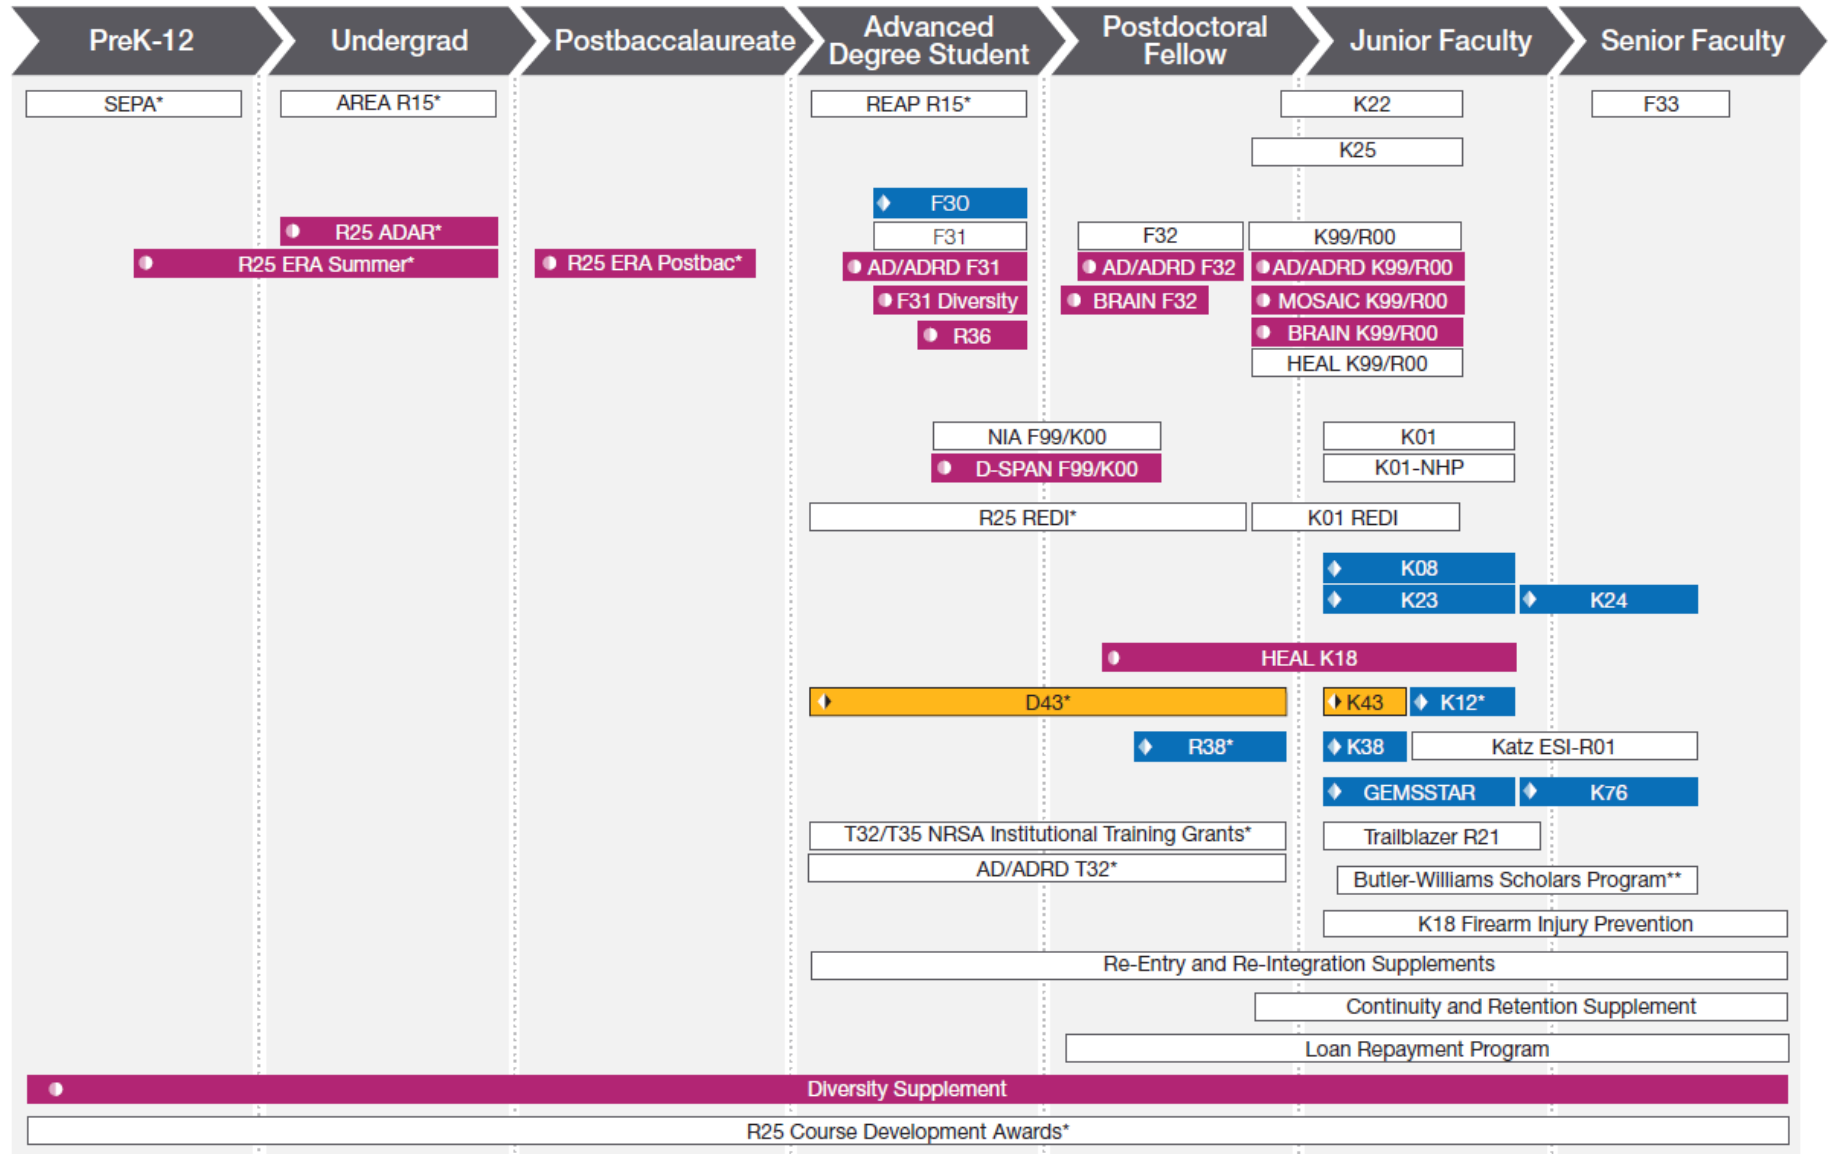 PreK-12
Undergrad
Postbaccalaureate
Advanced
Degree Student
Postdoctoral
Fellow
Junior Faculty
Senior Faculty
SEPA*
AREA R15*
REAP R15*
K22
F33
K25
F30
R25 ADAR*
F31
F32
K99/R00
R25 ERA Summer*
R25 ERA Postbac*
AD/ADRD F31
AD/ADRD F32
AD/ADRD K99/R00
F31 Diversity
BRAIN F32
MOSAIC K99/R00
R36
BRAIN K99/R00
HEAL K99/R00
NIA F99/K00
K01
D-SPAN F99/K00
K01-NHP
R25 REDI*
K01 REDI
K08
K23
K24
HEAL K18
D43*
K43
K12*
R38*
K38
Katz ESI-R01
GEMSSTAR
K76
T32/T35 NRSA Institutional Training Grants*
Trailblazer R21
AD/ADRD T32*
Butler-Williams Scholars Program**
K18 Firearm Injury Prevention
Re-Entry and Re-Integration Supplements
Continuity and Retention Supplement
Loan Repayment Program
Diversity Supplement
R25 Course Development Awards*